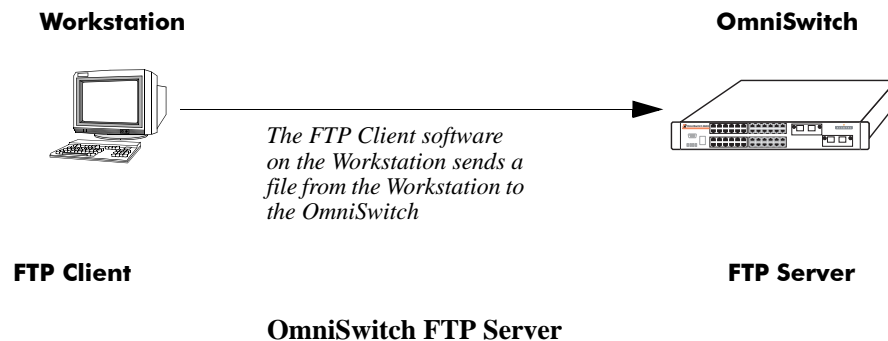 Workstation
OmniSwitch
The FTP Client software
on the Workstation sends a
file from the Workstation to
the OmniSwitch
FTP Client
FTP Server
OmniSwitch FTP Server